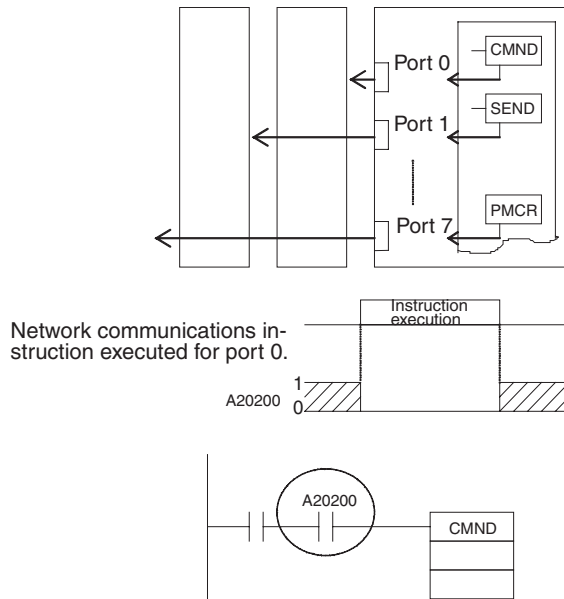 CMND
Port 0
SEND
Port 1
PMCR
Port 7
Instruction
execution
Network communications in-
struction executed for port 0.
1
A20200
0
A20200
CMND